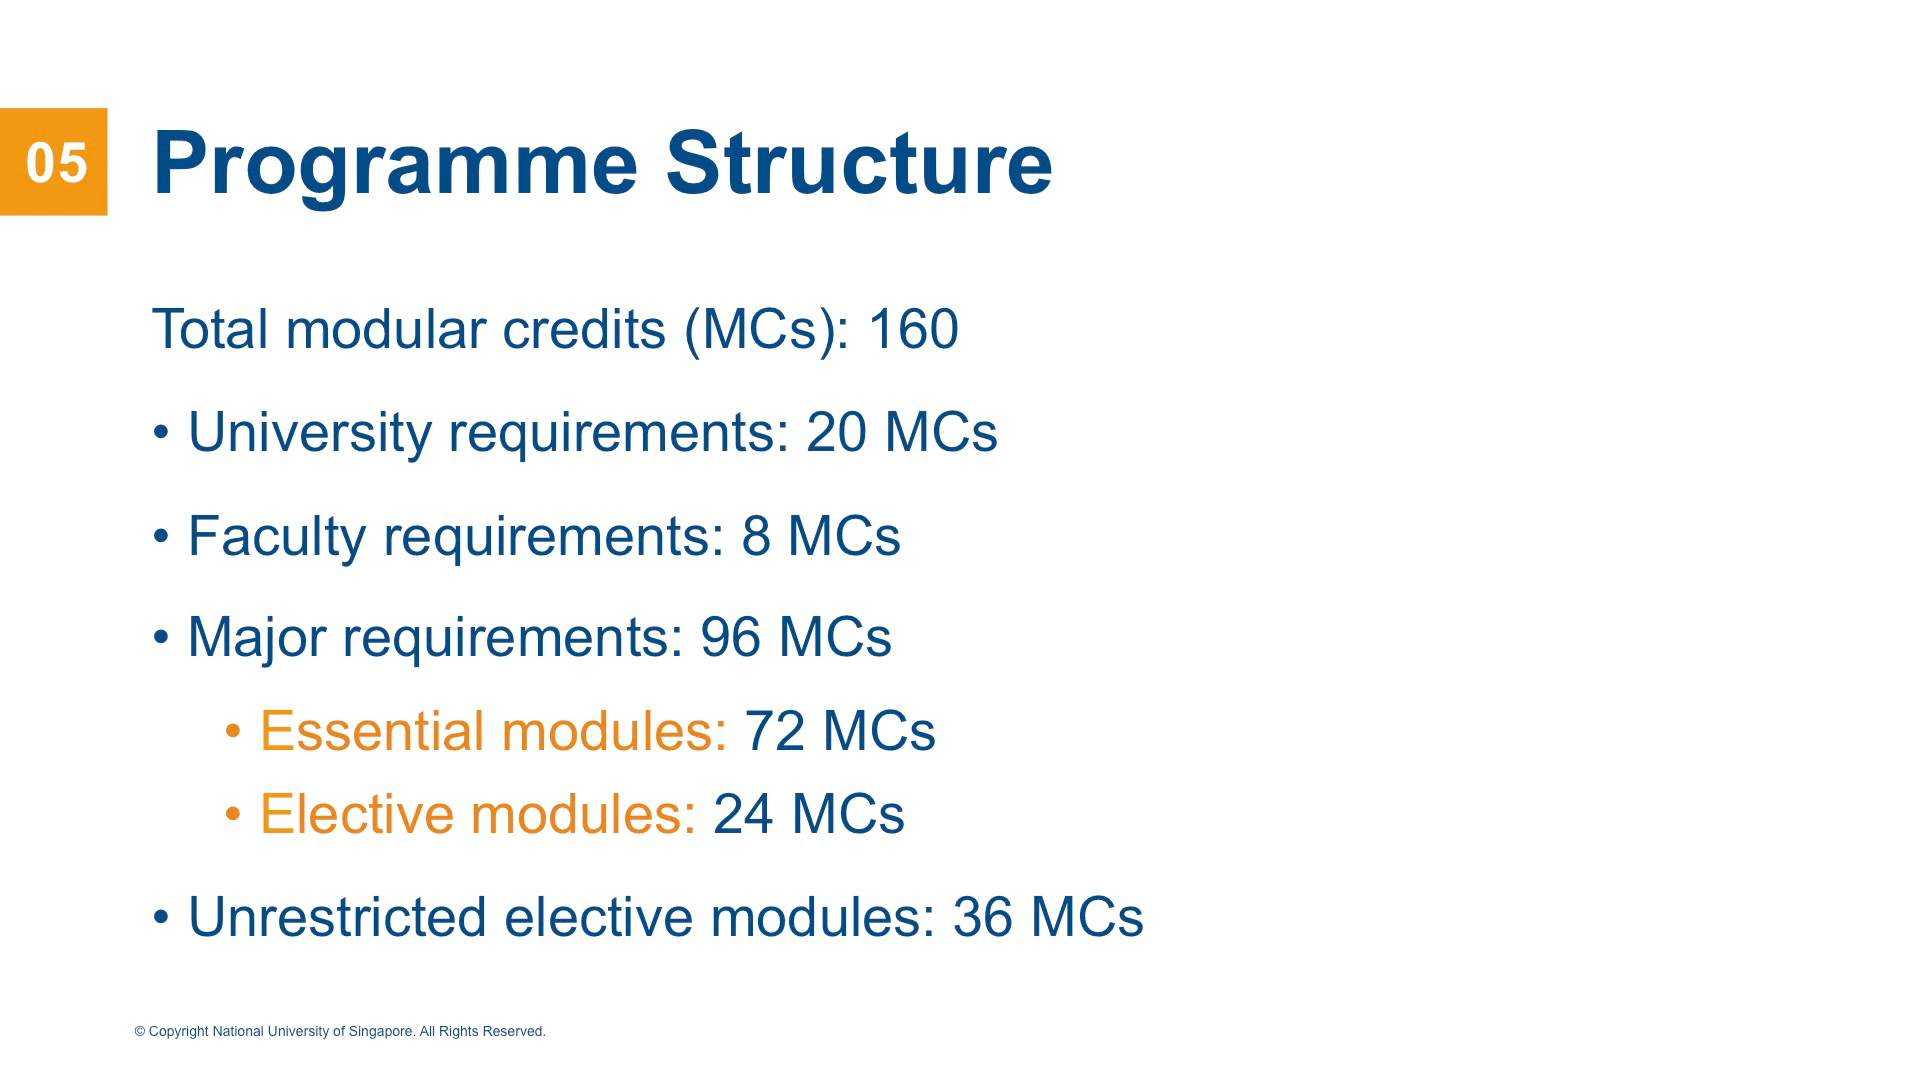 05
Programme Structure
Total modular credits (MCs): 160
• University requirements: 20 MCs
• Faculty requirements: 8 MCs
• Major requirements: 96 MCs
• Essential modules: 72 MCs
• Elective modules: 24 MCs
• Unrestricted elective modules: 36 MCs
© Copyright National University of Singapore. All Rights Reserved.